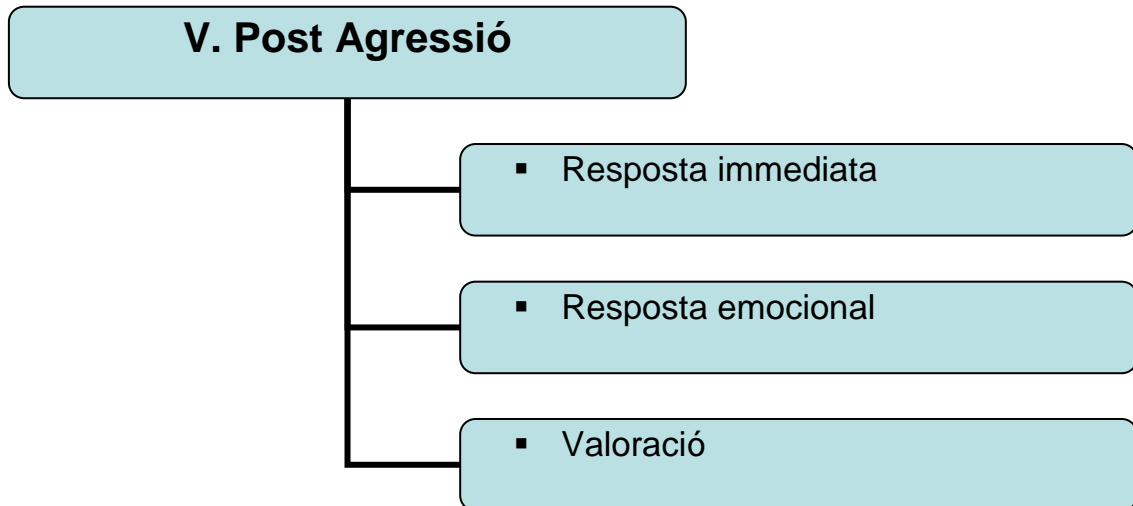 V. Post Agressió
▪ Resposta immediata
▪ Resposta emocional
▪ Valoració